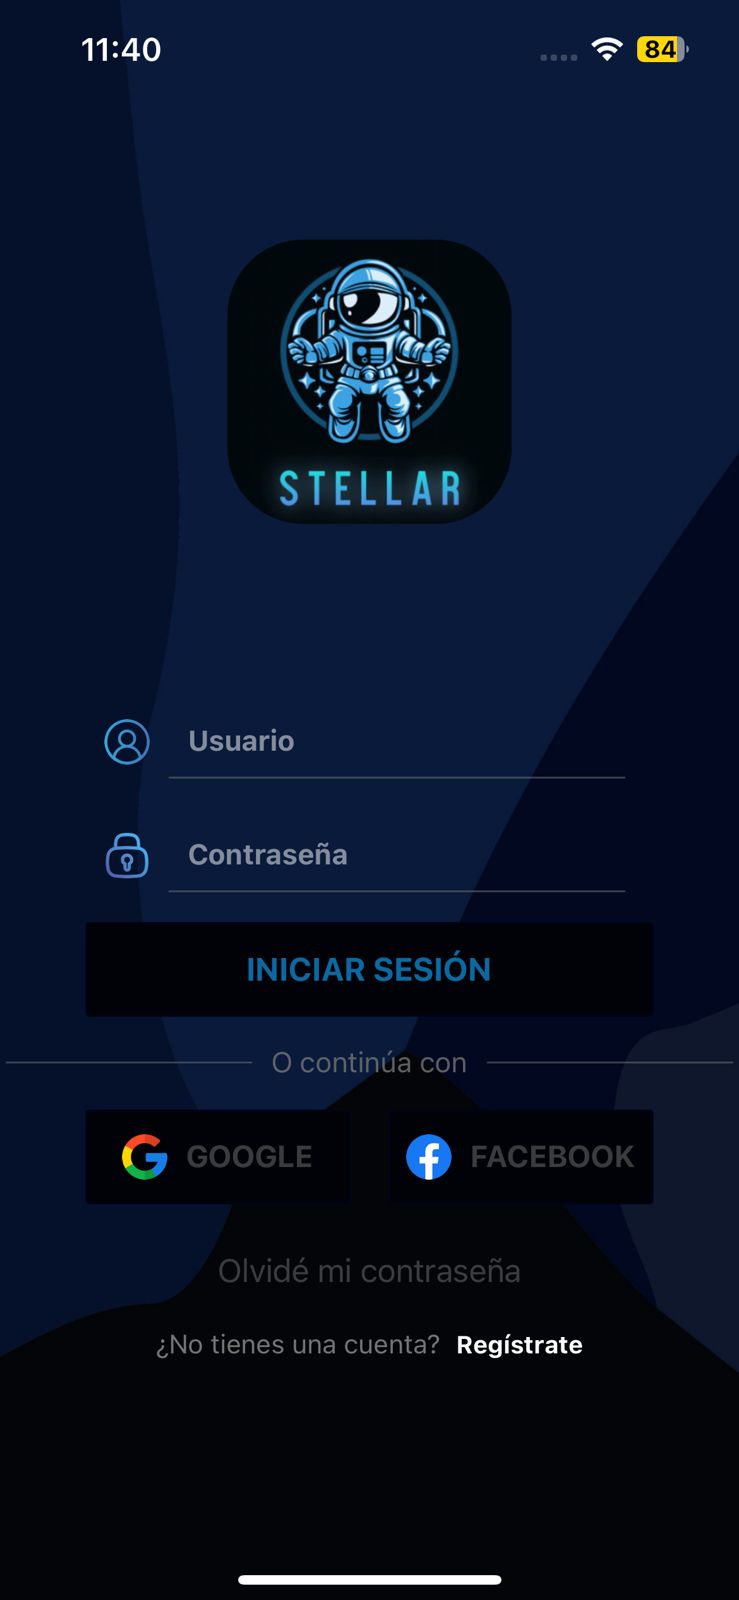 11:40
84
STELLAR
Usuario
Contraseña
INICIAR SESIÓN
O continúa con
GOOGLE FACEBOOK
Olvidé mi contraseña
¿No tienes una cuenta? Regístrate